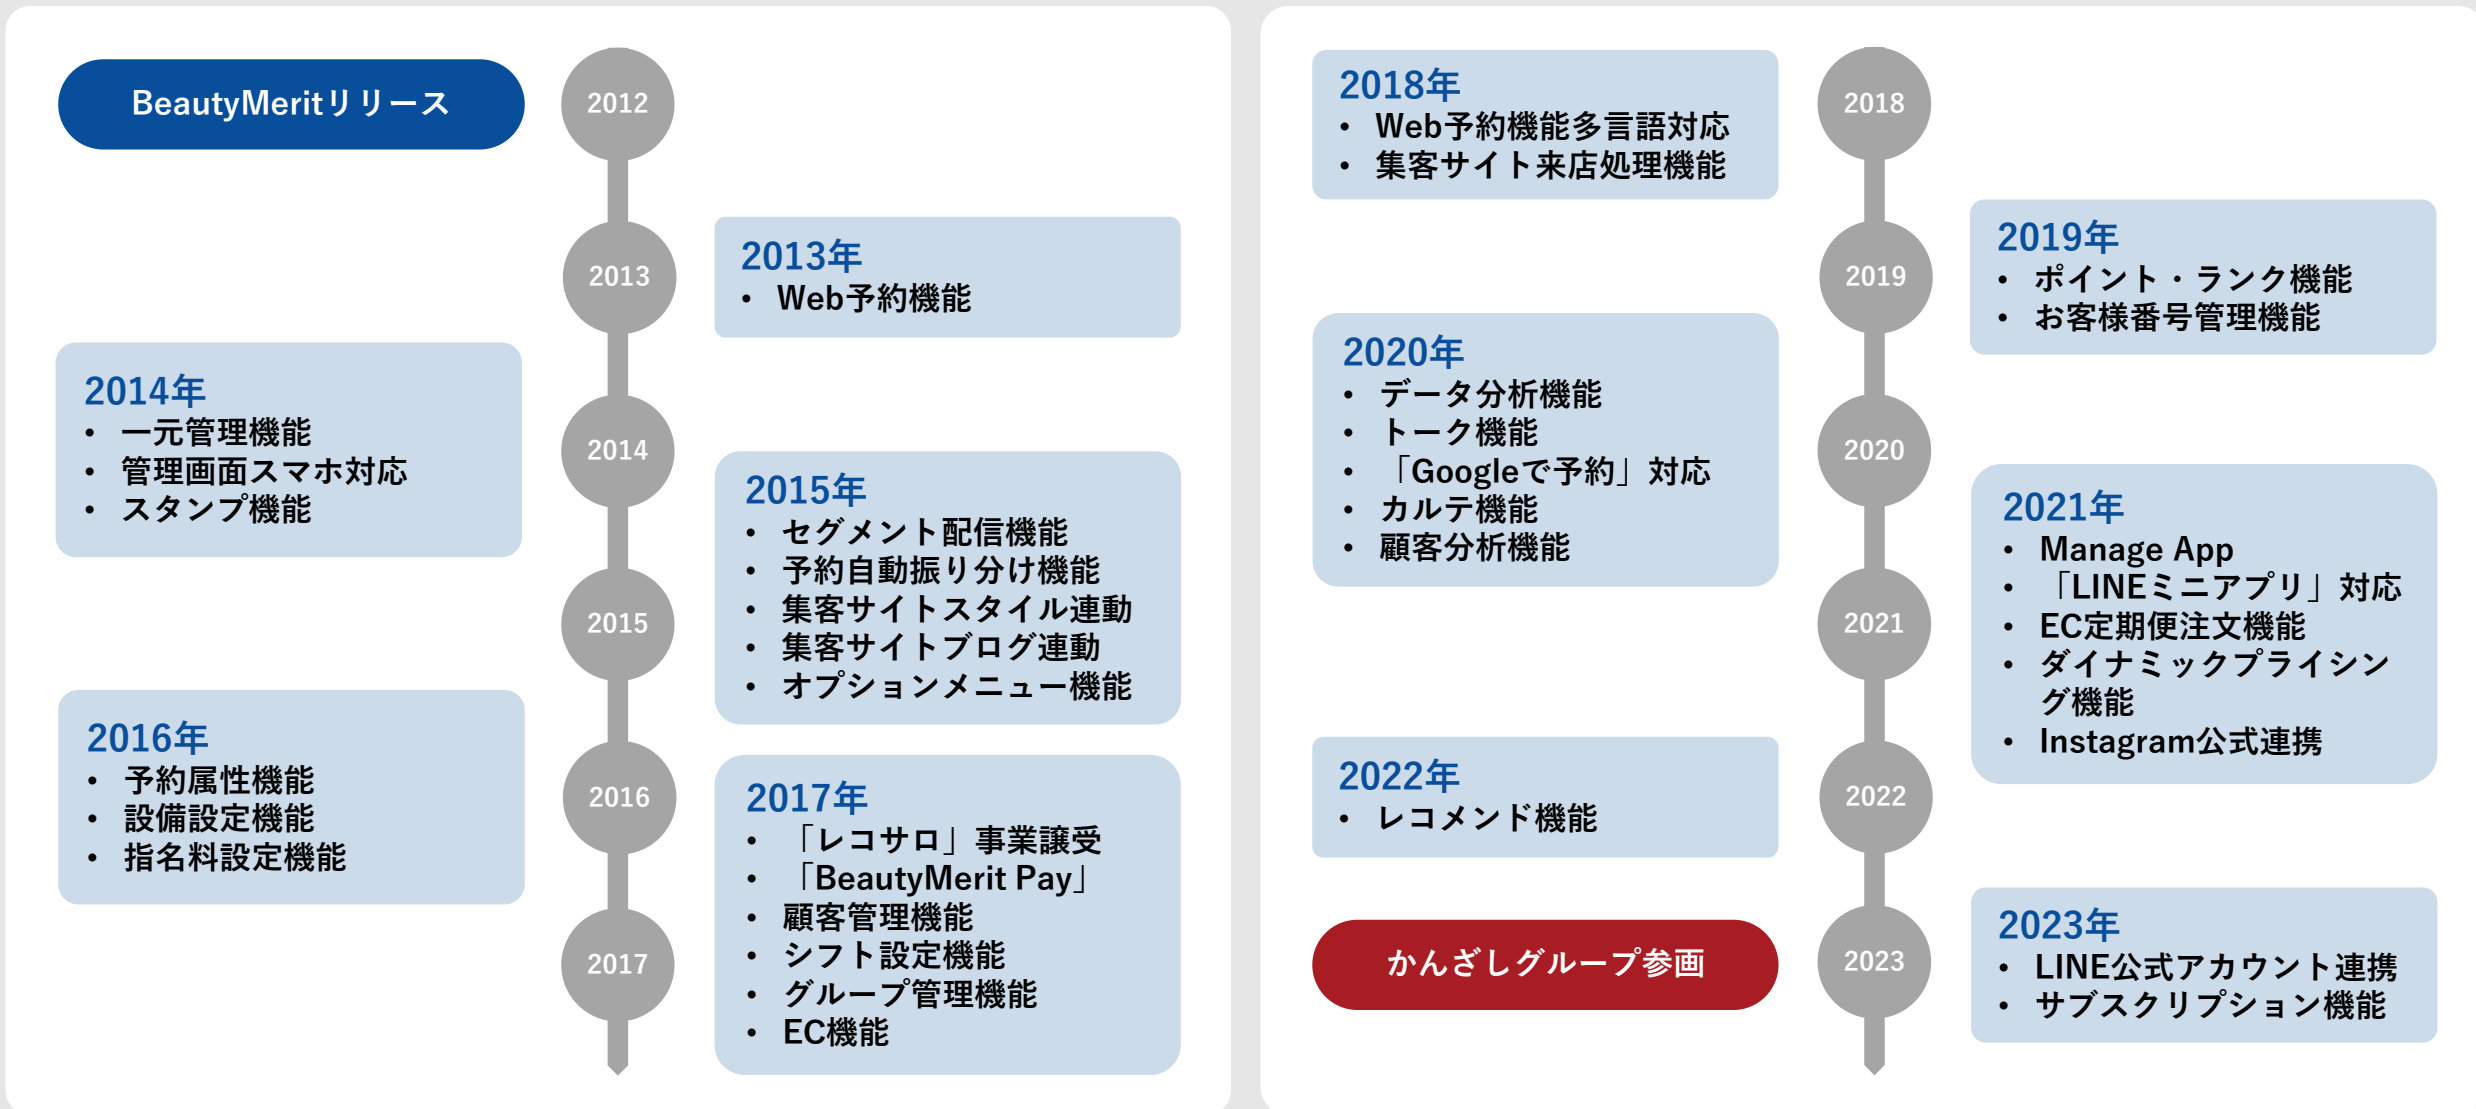 BeautyMeritリリース
2012
2013
2013年
• Web予約機能
2014年
• 一元管理機能
• 管理画面スマホ対応
• スタンプ機能
2014
2015年
• セグメント配信機能
• 予約自動振り分け機能
• 集客サイトスタイル連動
• 集客サイトブログ連動
• オプションメニュー機能
2015
2016年
• 予約属性機能
• 設備設定機能
• 指名料設定機能
2016
2017年
• 「レコサロ」事業譲受
• 「BeautyMerit Pay」
• 顧客管理機能
• シフト設定機能
• グループ管理機能
• EC機能
2017
2018年
• Web予約機能多言語対応
• 集客サイト来店処理機能
2018
2019
2019年
• ポイント・ランク機能
• お客様番号管理機能
2020年
• データ分析機能
• トーク機能
• 「Googleで予約」対応
• カルテ機能
• 顧客分析機能
2020
2021年
• Manage App
• 「LINEミニアプリ」対応
• EC定期便注文機能
• ダイナミックプライシン
グ機能
• Instagram公式連携
2021
2022年
• レコメンド機能
2022
かんざしグループ参画
2023
2023年
• LINE公式アカウント連携
• サブスクリプション機能